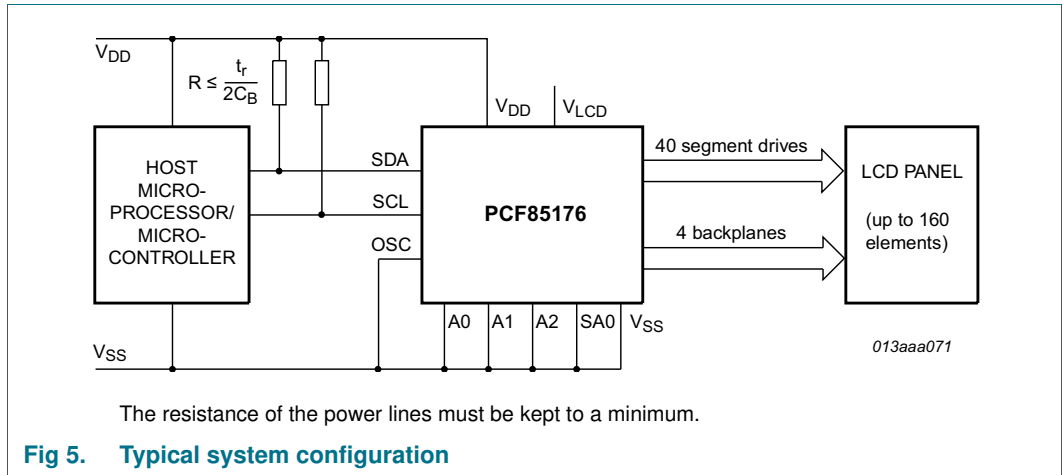 VDD
R ≤ tr
2CB
VDD
VLCD
HOST
MICRO-
PROCESSOR/
MICRO-
CONTROLLER
SDA
SCL
OSC
PCF85176
40 segment drives
4 backplanes
LCD PANEL
(up to 160
elements)
A0 A1 A2 SA0 VSS
VSS
013aaa071
The resistance of the power lines must be kept to a minimum.
Fig 5. Typical system configuration